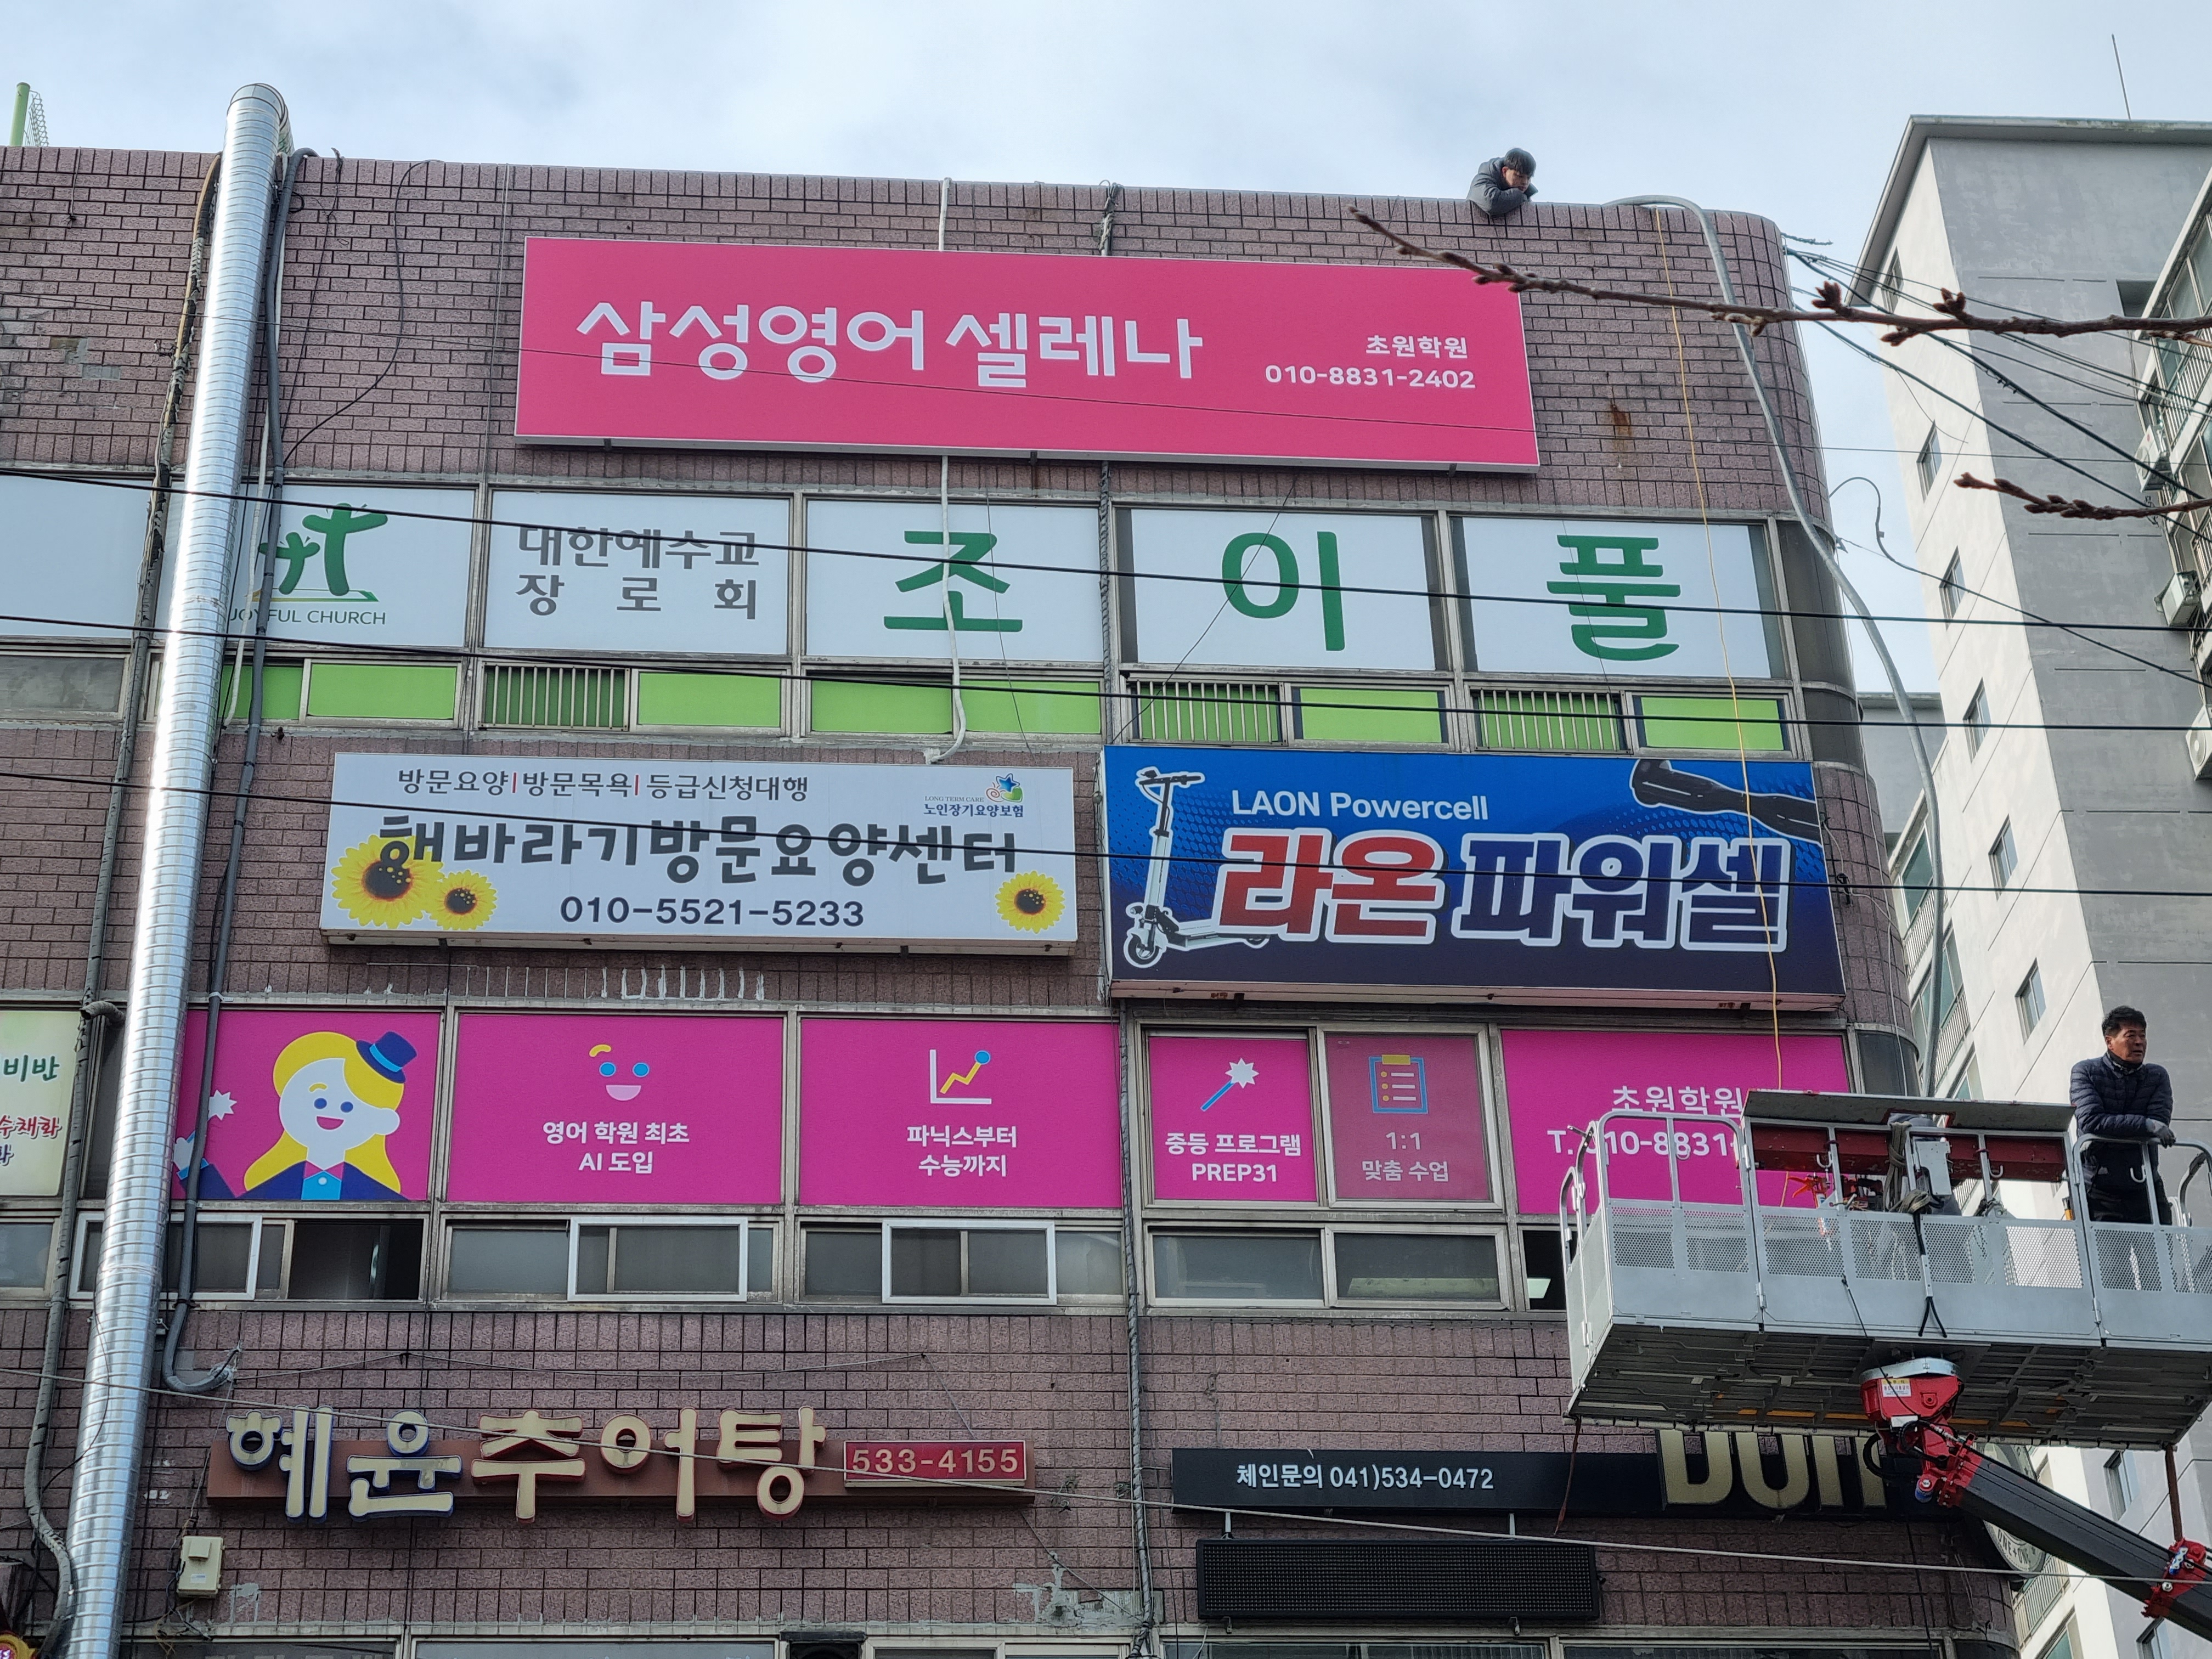 삼성영어 셀레나
초원학원
010-8831-2402
JOYFUL CHURCH
대한예수교
장로회
조이풀
방문요양|방문목욕|등급신청대행
LONG TERM CARE
노인장기요양보험
해바라기방문요양센터
010-5521-5233
LAON Powercell
라온 파워셀
비반
수채화
영어 학원 최초
AI 도입
파닉스부터
수능까지
중등 프로그램
PREP31
1:1
맞춤 수업
초원학원
T. 010-8831-
혜윤추어탕
533-4155
체인문의 041)534-0472